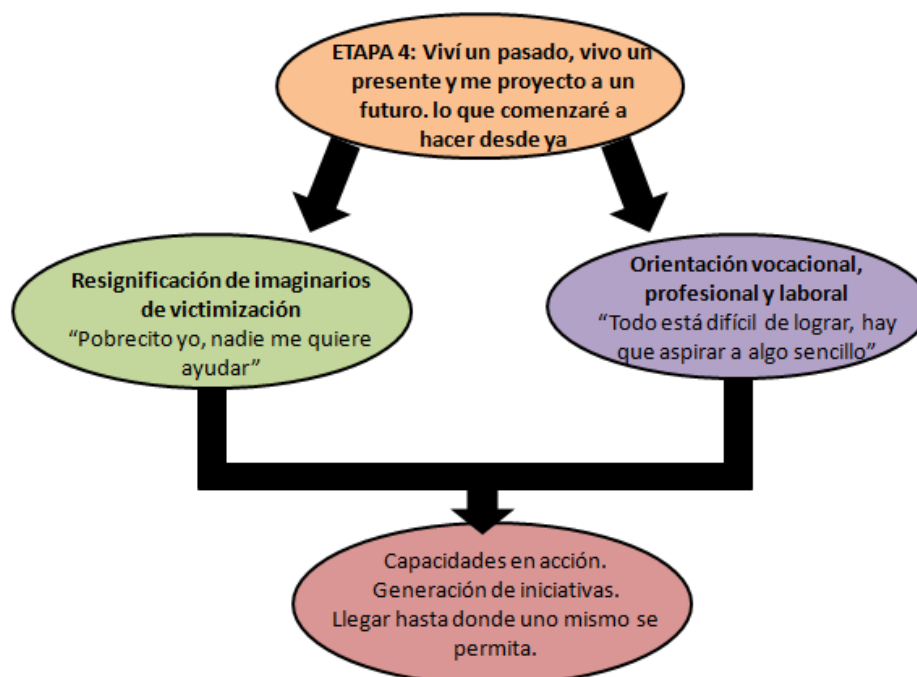 ETAPA 4: Viví un pasado, vivo un
presente y me proyecto a un
futuro. lo que comenzaré a
hacer desde ya
Resignificación de imaginarios
de victimización
“Pobrecito yo, nadie me quiere
ayudar”
Orientación vocacional,
profesional y laboral
“Todo está difícil de lograr, hay
que aspirar a algo sencillo”
Capacidades en acción.
Generación de iniciativas.
Llegar hasta donde uno mismo se
permita.